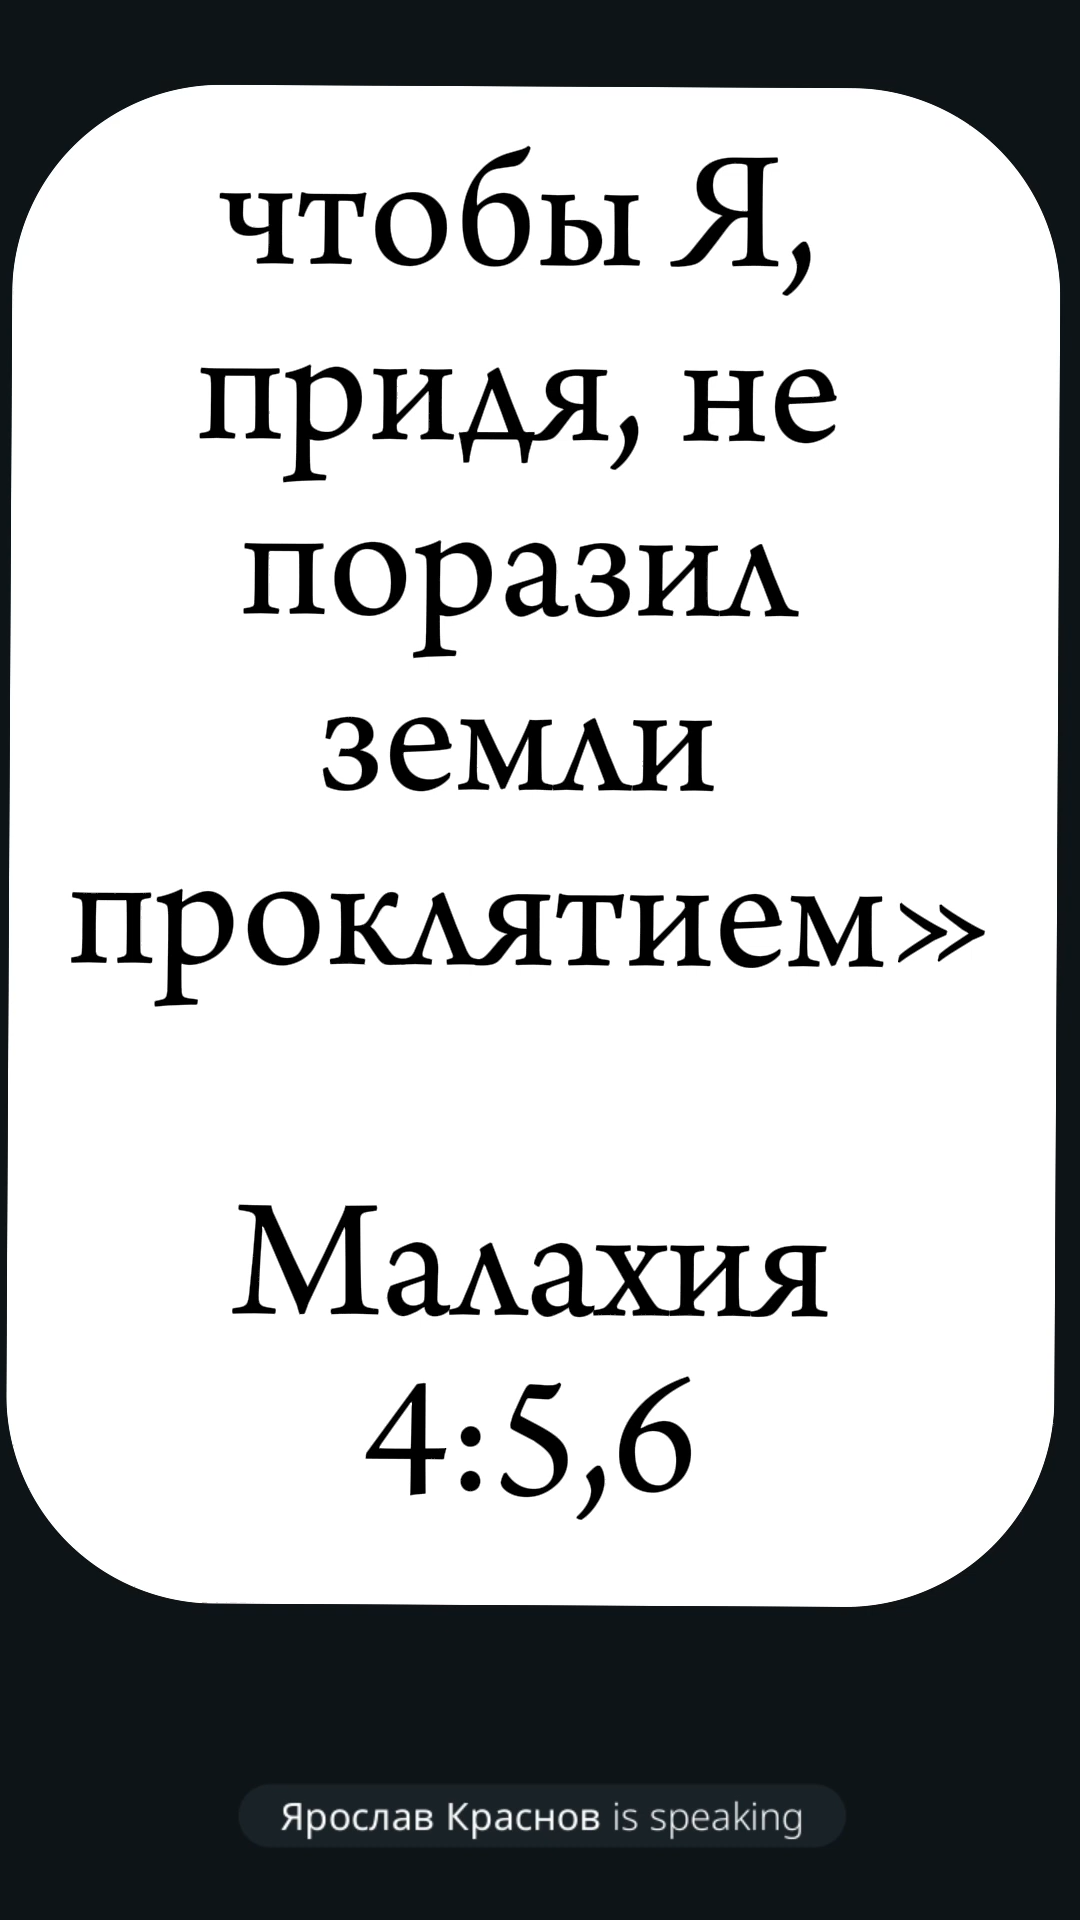 чтобы Я,
придя, не
поразил
земли
проклятием»
Малахия
4:5,6
Ярослав Краснов is speaking